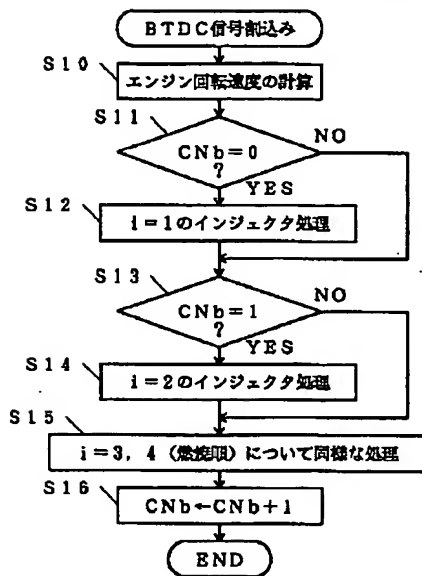 BTDC信号割込み
S10
エンジン回転速度の計算
S11
CNb=0
?
NO
YES
S12
i=1のインジェクタ処理
S13
CNb=1
?
NO
YES
S14
i=2のインジェクタ処理
S15
i=3,4(燃焼順)について同様な処理
S16
CNb←CNb+1
END